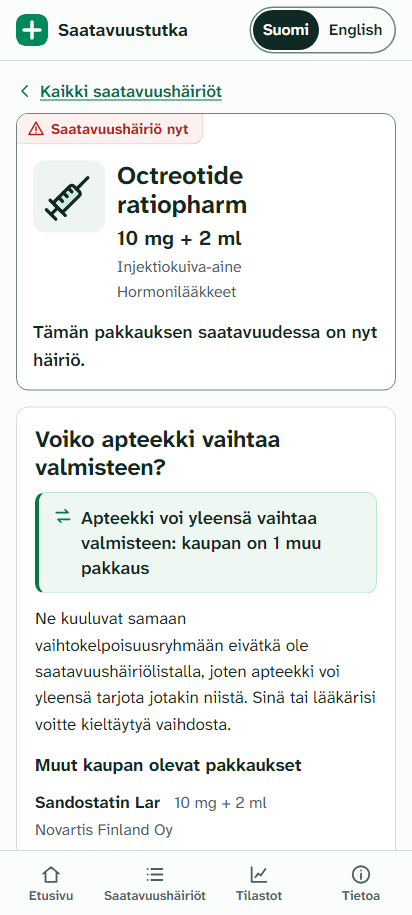 Saatavuustutka
Suomi
English
Kaikki saatavuushäiriöt
Saatavuushäiriö nyt
Octreotide
ratiopharm
10 mg + 2 ml
Injektiokuiva-aine
Hormonilääkkeet
Tämän pakkauksen saatavuudessa on nyt
häiriö.
Voiko apteekki vaihtaa
valmisteen?
Apteekki voi yleensä vaihtaa
valmisteen: kaupan on 1 muu
pakkaus
Ne kuuluvat samaan
vaihtokelpoisuusryhmään eivätkä ole
saatavuushäiriölistalla, joten apteekki voi
yleensä tarjota jotakin niistä. Sinä tai lääkärisi
voitte kieltäytyä vaihdosta.
Muut kaupan olevat pakkaukset
Sandostatin Lar 10 mg + 2 ml
Novartis Finland Oy
Etusivu
Saatavuushäiriöt
Tilastot
Tietoa